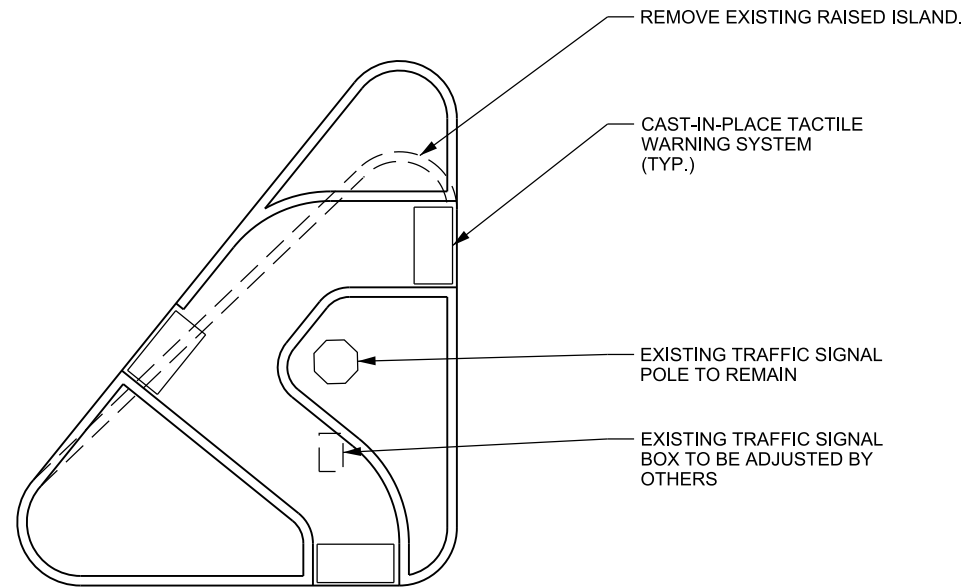 REMOVE EXISTING RAISED ISLAND.
CAST-IN-PLACE TACTILE
WARNING SYSTEM
(TYP.)
EXISTING TRAFFIC SIGNAL
POLE TO REMAIN
EXISTING TRAFFIC SIGNAL
BOX TO BE ADJUSTED BY
OTHERS